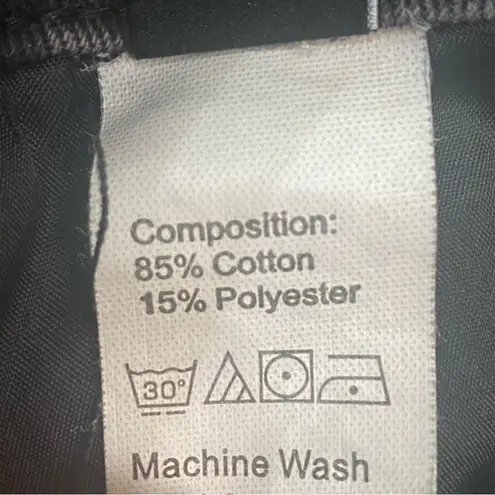 Composition:
85% Cotton
15% Polyester
30°
Machine Wash